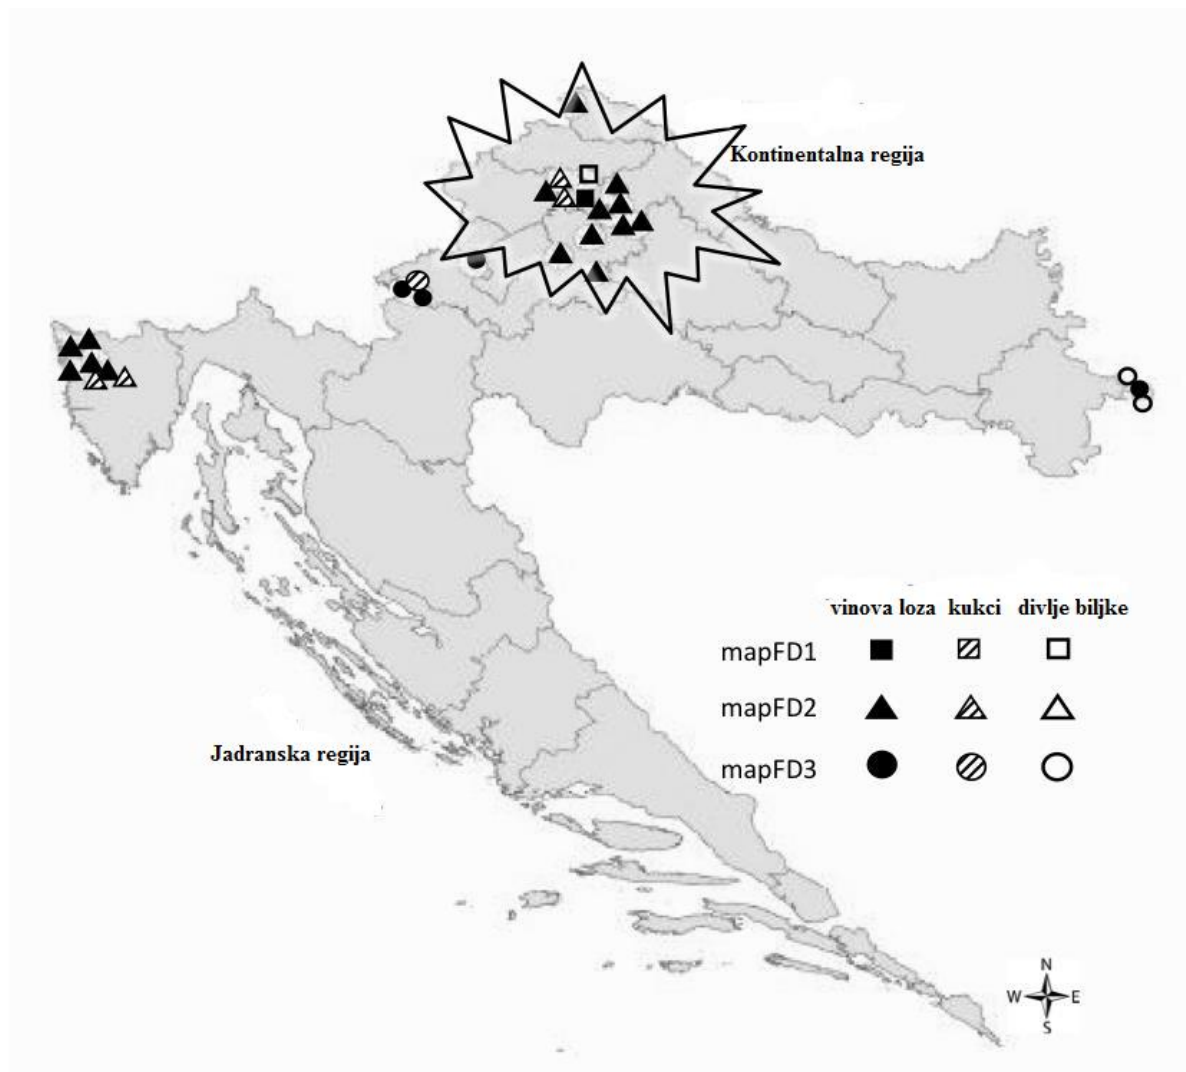 Kontinentalna regija
vinova loza kukci divlje biljke
mapFD1
mapFD2
Jadranska regija
mapFD3
N
W E
S